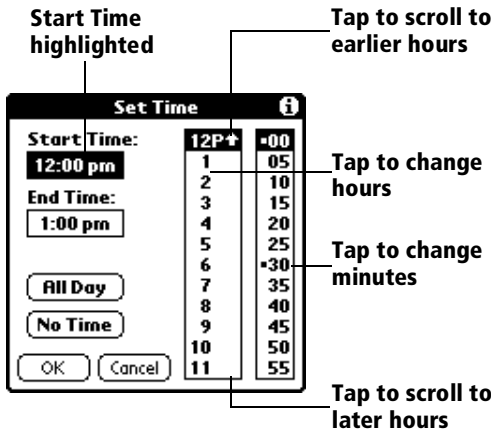 Start Time
highlighted
Tap to scroll to
earlier hours
Set Time
Start Time:
12:00 pm
End Time:
1:00 pm
All Day
No Time
OK
Cancel
12P
1
2
3
4
5
6
7
8
9
10
11
00
05
10
15
20
25
30
35
40
45
50
55
Tap to change
hours
Tap to change
minutes
Tap to scroll to
later hours